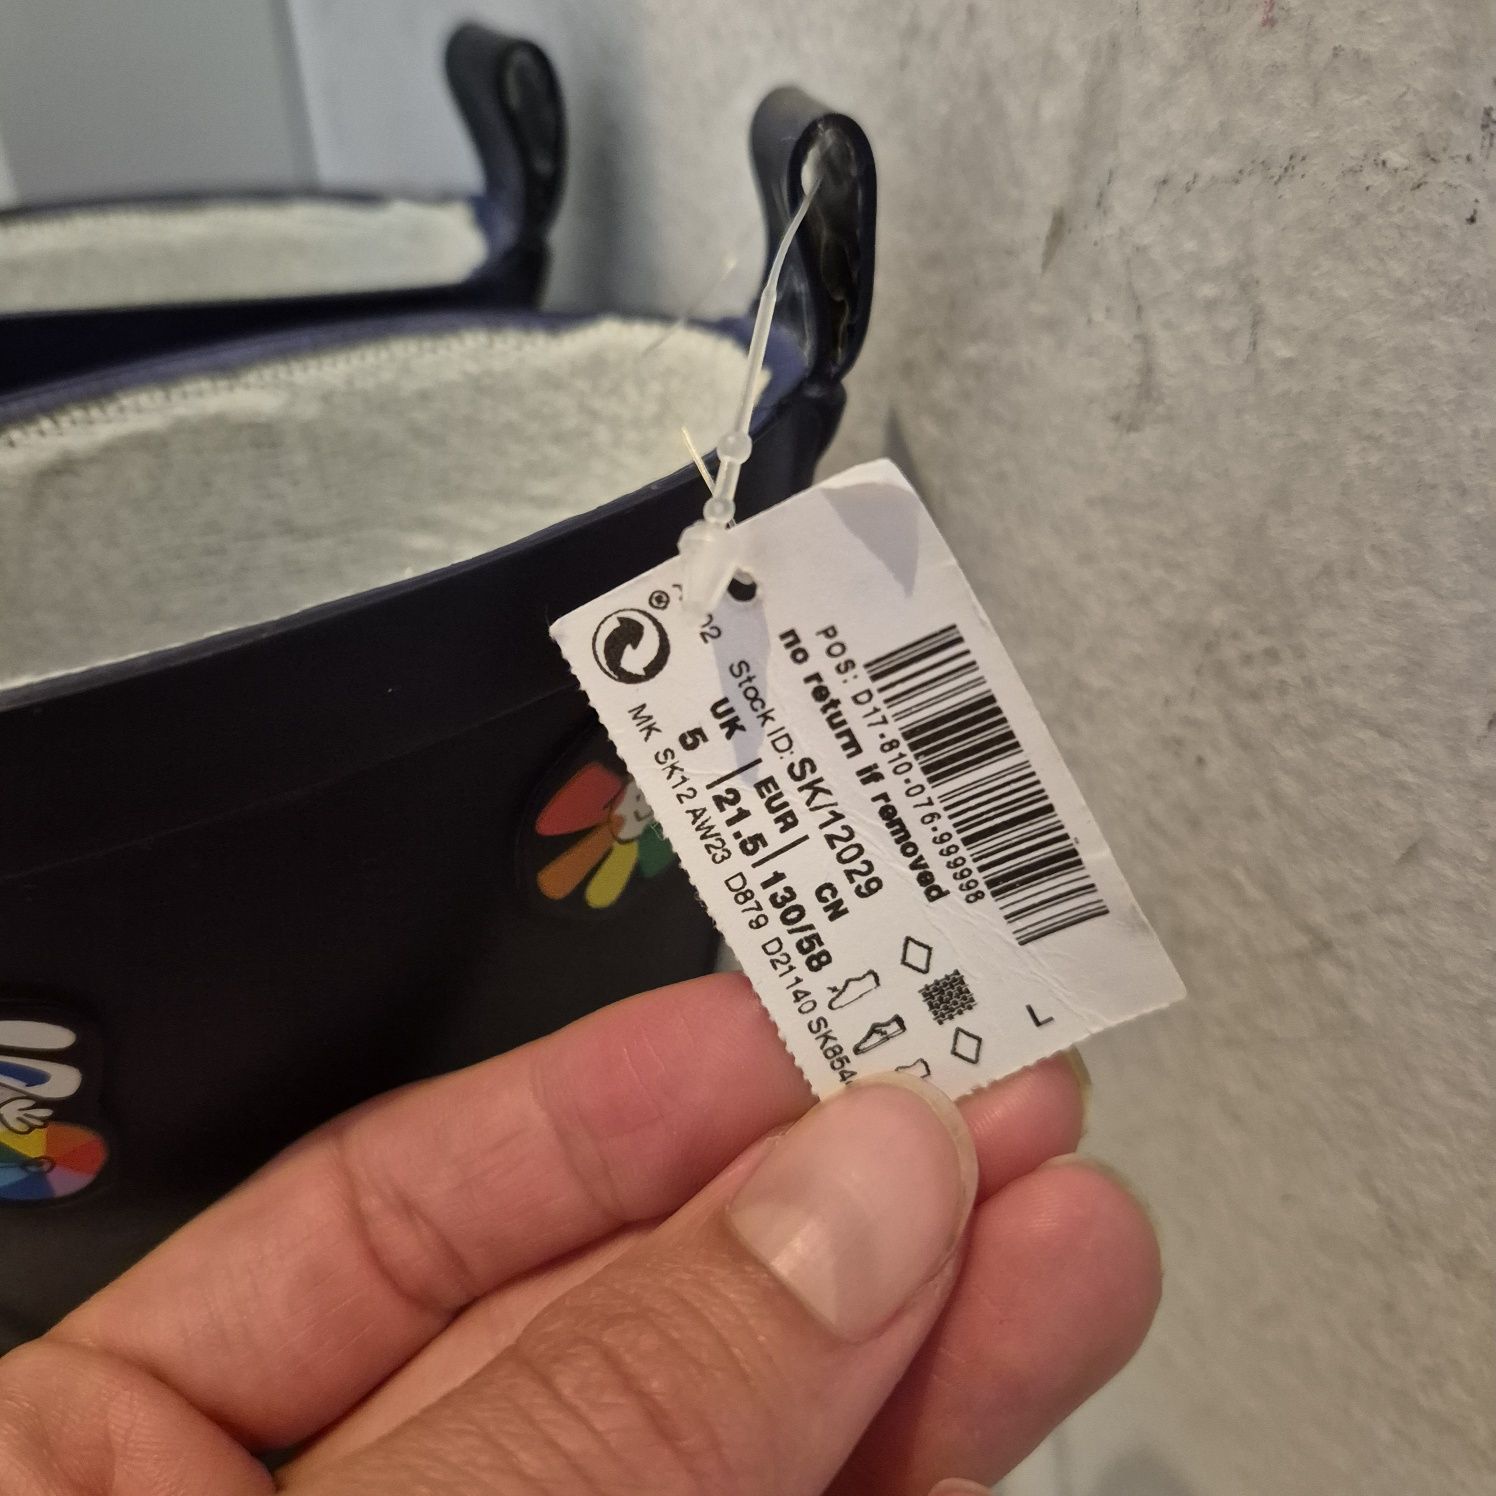 POS: D17-810-076-999998
no return if removed
Stock ID: SK/12029
UK | EUR | CN
5 | 21.5 | 130/58
MK SK12 AW23 D879 D21140
L